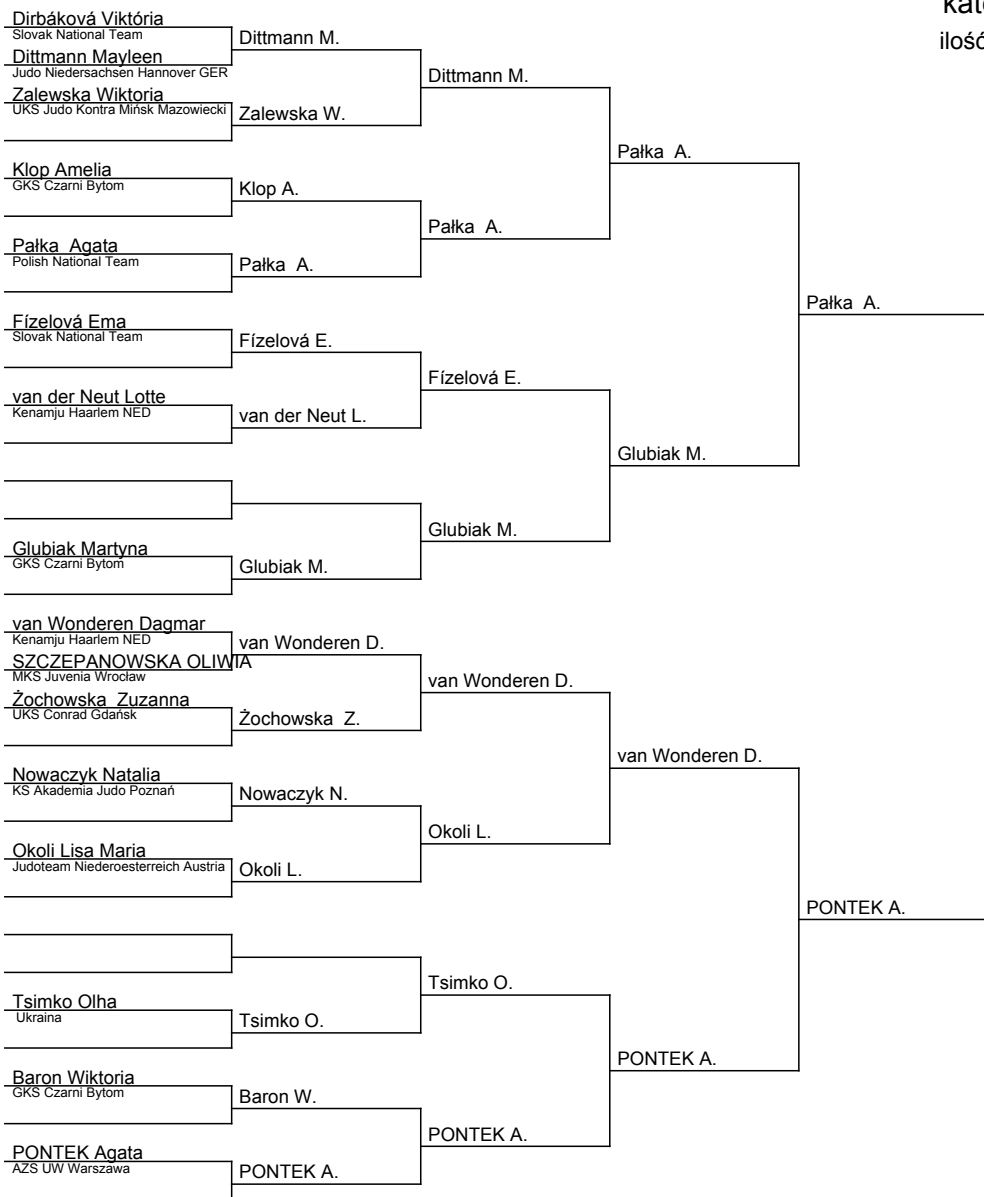 Dirbáková Viktória
Slovak National Team
Dittmann M.
Dittmann Mayleen
Judo Niedersachsen Hannover GER
Dittmann M.
Zalewska Wiktoria
UKS Judo Kontra Mińsk Mazowiecki
Zalewska W.
Pałka A.
Klop Amelia
GKS Czarni Bytom
Klop A.
Pałka A.
Pałka Agata
Polish National Team
Pałka A.
Pałka A.
Fízelová Ema
Slovak National Team
Fízelová E.
Fízelová E.
van der Neut Lotte
Kenamju Haarlem NED
van der Neut L.
Glubiak M.
Glubiak M.
Glubiak Martyna
GKS Czarni Bytom
Glubiak M.
van Wonderen Dagmar
Kenamju Haarlem NED
van Wonderen D.
SZCZEPANOWSKA OLIWIA
MKS Juvenia Wrocław
van Wonderen D.
Żochowska Zuzanna
UKS Conrad Gdańsk
Żochowska Z.
van Wonderen D.
Nowaczyk Natalia
KS Akademia Judo Poznań
Nowaczyk N.
Okoli L.
Okoli Lisa Maria
Judoteam Niederoesterreich Austria
Okoli L.
PONTEK A.
Tsimko O.
Tsimko Olha
Ukraina
Tsimko O.
PONTEK A.
Baron Wiktoria
GKS Czarni Bytom
Baron W.
PONTEK A.
PONTEK Agata
AZS UW Warszawa
PONTEK A.
ilość